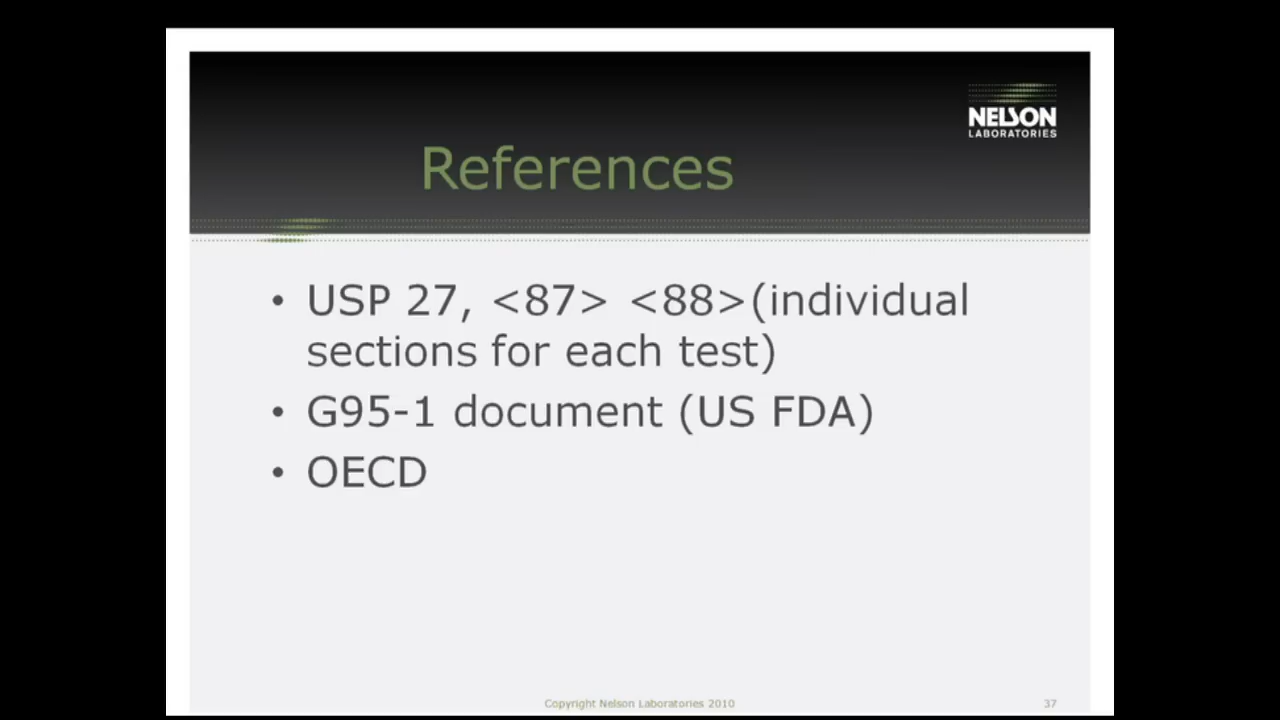 NELSON
LABORATORIES
References
• USP 27, <87> <88>(individual
sections for each test)
• G95-1 document (US FDA)
• OECD
Copyright Nelson Laboratories 2010
37